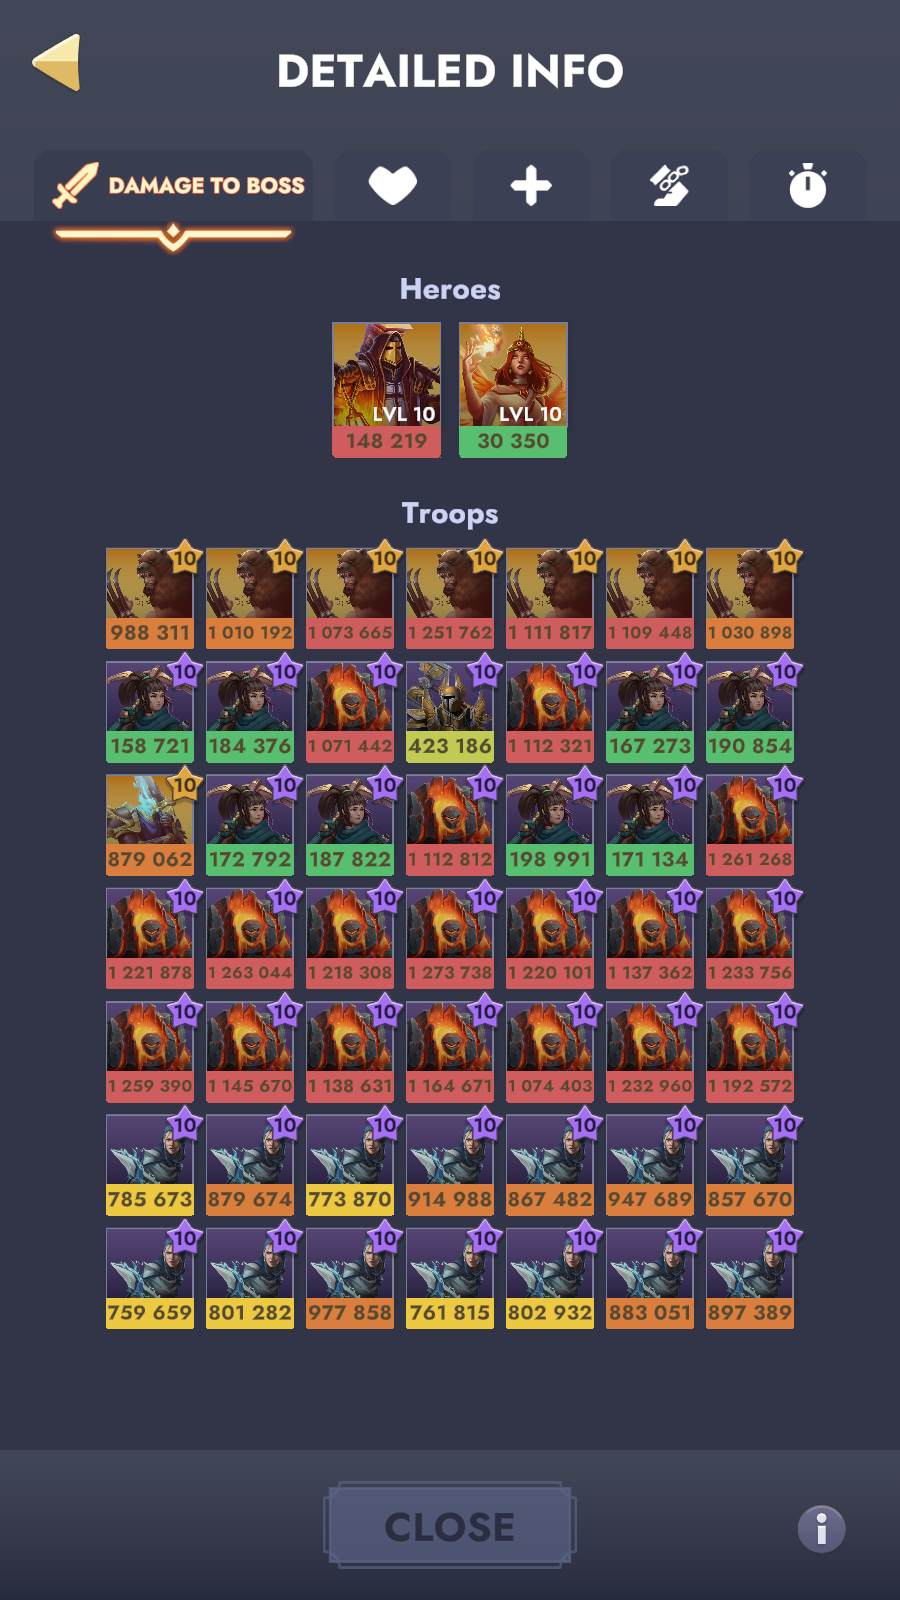 DETAILED INFO
DAMAGE TO BOSS
Heroes
LVL 10 LVL 10
148 219 30 350
Troops
10 10 10 10 10 10 10
988 311 1 010 192 1 073 665 1 251 762 1 111 817 1 109 448 1 030 898
10 10 10 10 10 10 10
158 721 184 376 1 071 442 423 186 1 112 321 167 273 190 854
10 10 10 10 10 10 10
879 062 172 792 187 822 1 112 812 198 991 171 134 1 261 268
10 10 10 10 10 10 10
1 221 878 1 263 044 1 218 308 1 273 738 1 220 101 1 137 362 1 233 756
10 10 10 10 10 10 10
1 259 390 1 145 670 1 138 631 1 164 671 1 074 403 1 232 960 1 192 572
10 10 10 10 10 10 10
785 673 879 674 773 870 914 988 867 482 947 689 857 670
10 10 10 10 10 10 10
759 659 801 282 977 858 761 815 802 932 883 051 897 389
CLOSE